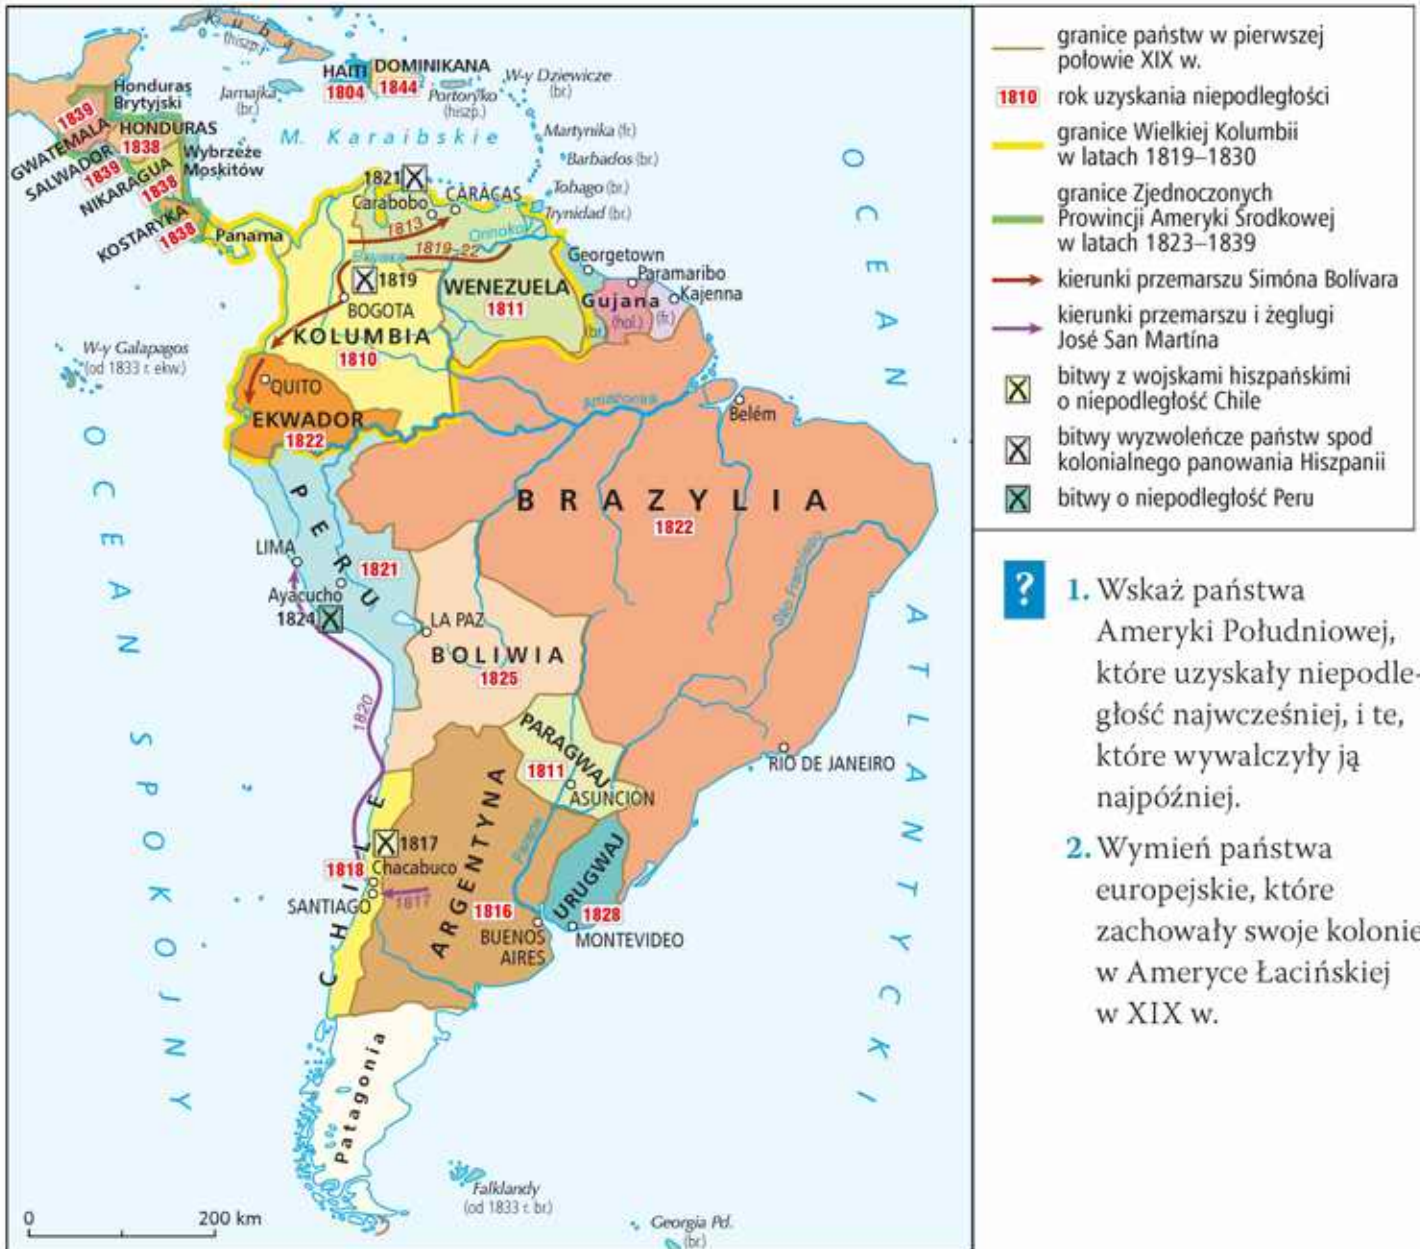 Kuba
(hiszp.)
HAITI
1804
DOMINIKANA
1844
Jamajka
(br.)
Portoryko
(hiszp.)
W-y Dziewicze
(br.)
Honduras
Brytyjski
1839
GWATEMALA
HONDURAS
1838
SALWADOR
1839
Wybrzeże
Moskitów
NIKARAGUA
1838
KOSTARYKA
1838
M. Karaibskie
Martynika (fr.)
Barbados (br.)
Tobago (br.)
Trynidad (br.)
1821
Carabobo
CARACAS
Panama
1813
1819–22
Orinoko
1819
BOGOTA
KOLUMBIA
1810
WENEZUELA
1811
Georgetown
Paramaribo
Kajenna
Gujana
(br.)
(hol.)
(fr.)
W-y Galapagos
(od 1833 r. ekw.)
QUITO
EKWADOR
1822
Amazonka
Belém
BRAZYLIA
1822
São Francisco
PERU
1821
LIMA
Ayacucho
1824
LA PAZ
BOLIWIA
1825
1820
PARAGWAJ
1811
ASUNCIÓN
RIO DE JANEIRO
CHILE
1817
1818
Chacabuco
SANTIAGO
1817
ARGENTYNA
1816
Parana
URUGWAJ
1828
BUENOS
AIRES
MONTEVIDEO
Patagonia
Falklandy
(od 1833 r. br.)
Georgia Pd.
(br.)
OCEAN SPOKOJNY
OCEAN ATLANTYCKI
0 200 km
granice państw w pierwszej
połowie XIX w.
1810 rok uzyskania niepodległości
granice Wielkiej Kolumbii
w latach 1819–1830
granice Zjednoczonych
Prowincji Ameryki Środkowej
w latach 1823–1839
kierunki przemarszu Simóna Bolívara
kierunki przemarszu i żeglugi
José San Martína
bitwy z wojskami hiszpańskimi
o niepodległość Chile
bitwy wyzwoleńcze państw spod
kolonialnego panowania Hiszpanii
bitwy o niepodległość Peru
?
1. Wskaż państwa
Ameryki Południowej,
które uzyskały niepodle-
głość najwcześniej, i te,
które wywalczyły ją
najpóźniej.
2. Wymień państwa
europejskie, które
zachowały swoje kolonie
w Ameryce Łacińskiej
w XIX w.